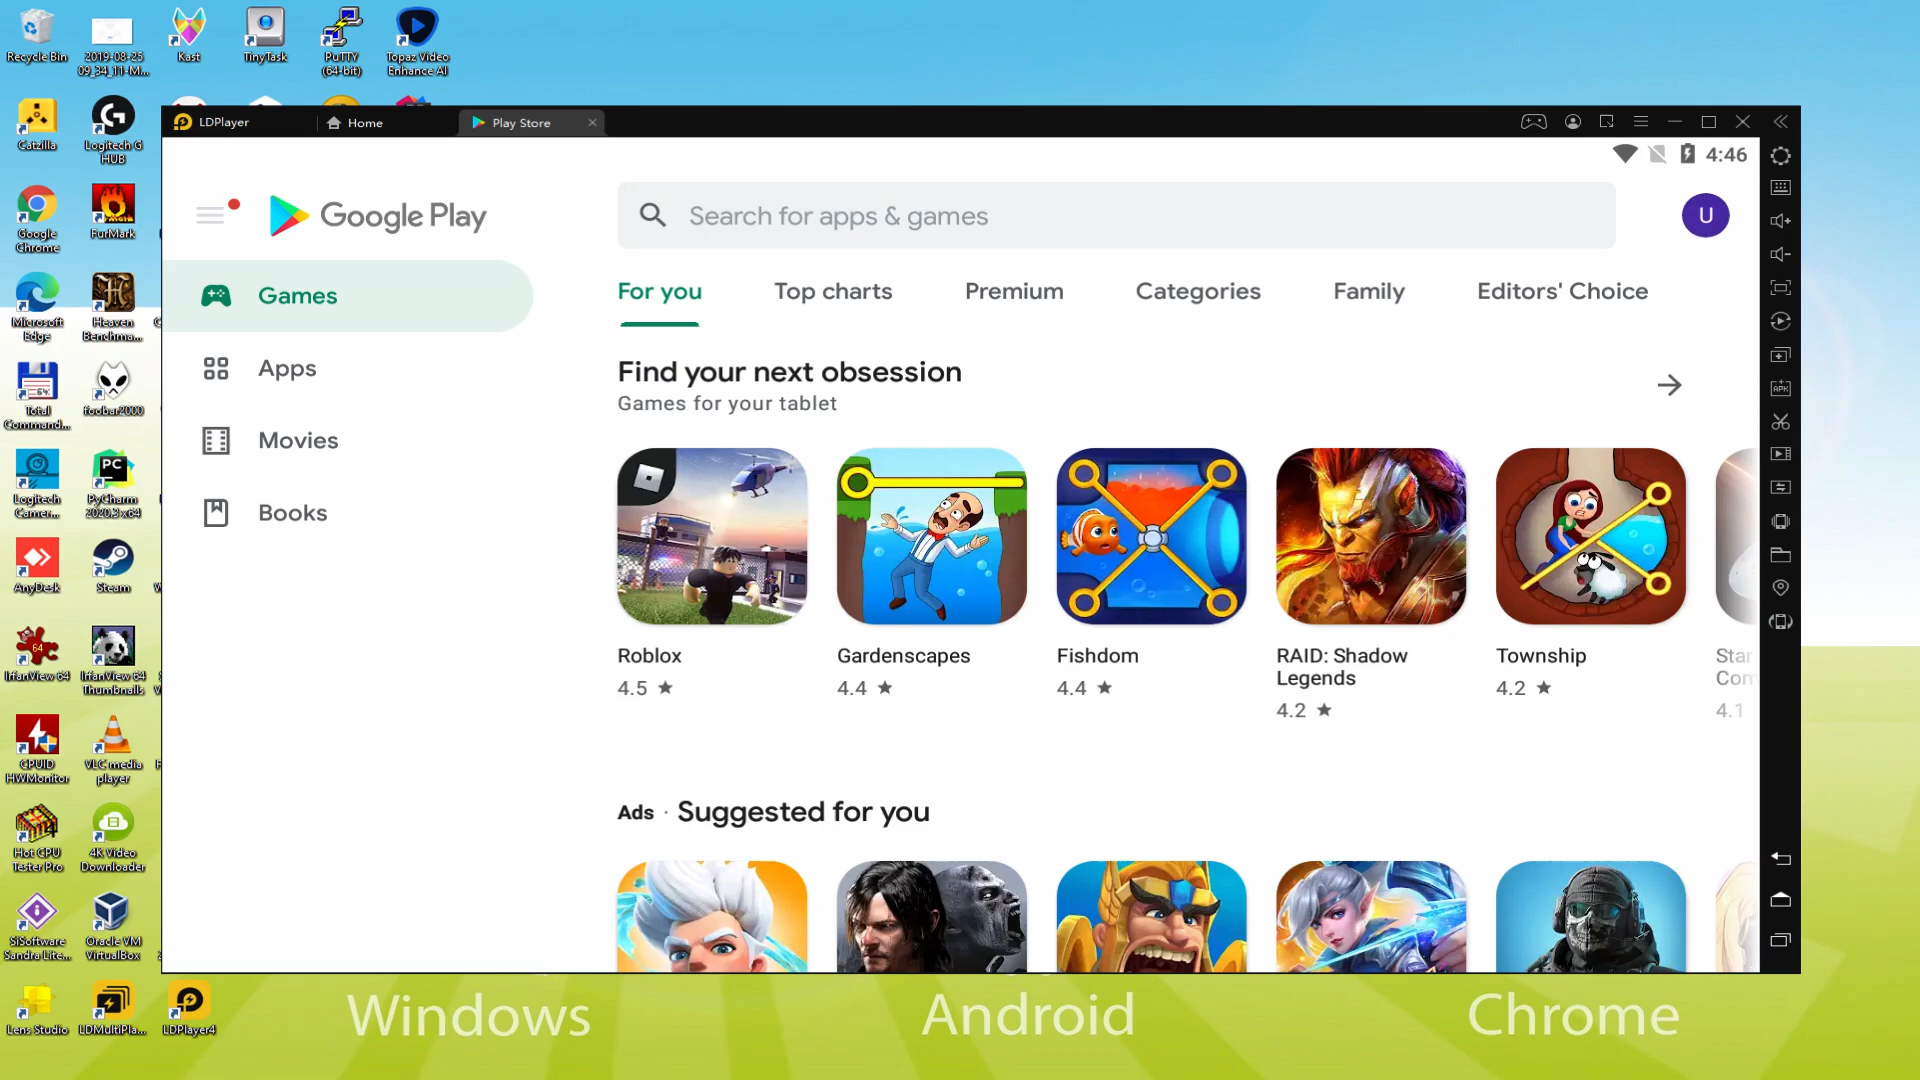 Recycle Bin
2019-08-25
09_34_11-M...
Kast
TinyTask
PuTTY
(64-bit)
Topaz Video
Enhance AI
Catzilla
Logitech G
HUB
Google
Chrome
FurMark
Microsoft
Edge
Heaven
Benchma...
Total
Command...
foobar2000
Logitech
Camer...
PyCharm
2020.3 x64
AnyDesk
Steam
IrfanView 64
IrfanView 64
Thumbnails
CPUID
HWMonitor
VLC media
player
Hot CPU
Tester Pro
4K Video
Downloader
SiSoftware
Sandra Lite...
Oracle VM
VirtualBox
Lens Studio
LDMultiPla...
LDPlayer4
LDPlayer
Home
Play Store
4:46
Google Play
Search for apps & games
U
Games
Apps
Movies
Books
For you
Top charts
Premium
Categories
Family
Editors' Choice
Find your next obsession
Games for your tablet
Roblox
4.5 ★
Gardenscapes
4.4 ★
Fishdom
4.4 ★
RAID: Shadow
Legends
4.2 ★
Township
4.2 ★
Star
Com
4.1
Ads · Suggested for you
Windows
Android
Chrome